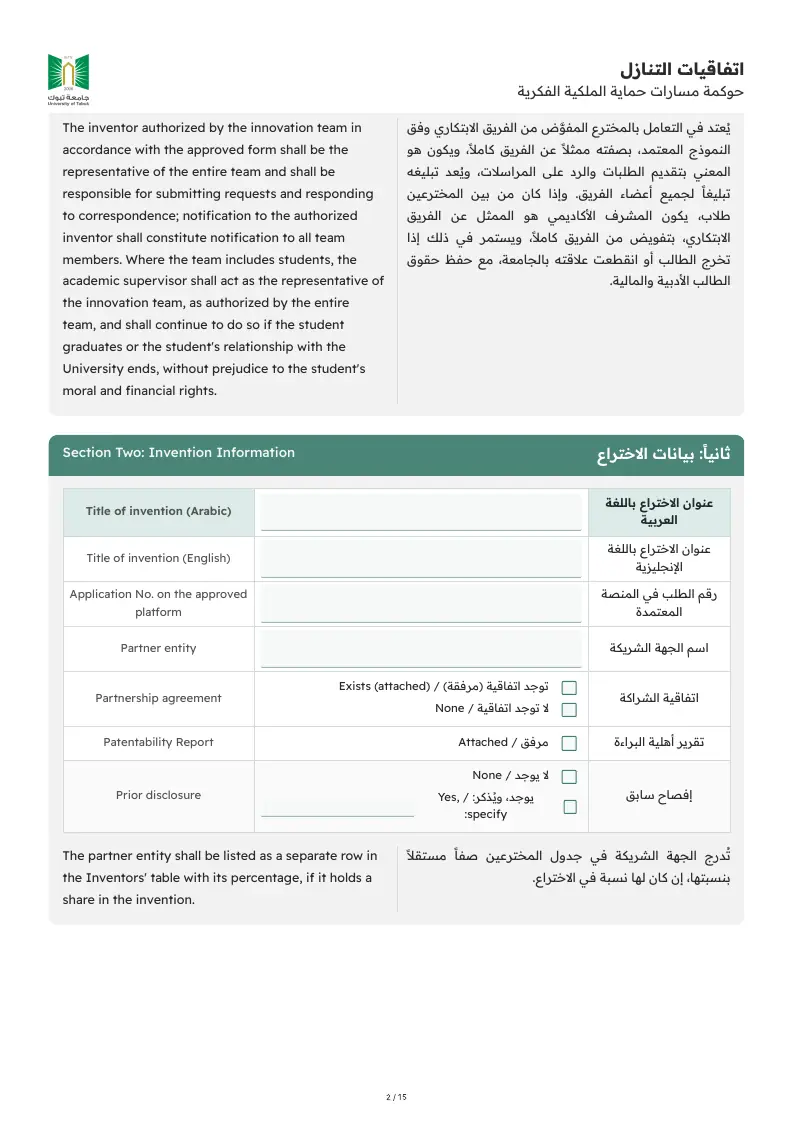 اتفاقيات التنازل
حوكمة مسارات حماية الملكية الفكرية
جامعة تبوك
University of Tabuk
The inventor authorized by the innovation team in
accordance with the approved form shall be the
representative of the entire team and shall be
responsible for submitting requests and responding
to correspondence; notification to the authorized
inventor shall constitute notification to all team
members. Where the team includes students, the
academic supervisor shall act as the representative of
the innovation team, as authorized by the entire
team, and shall continue to do so if the student
graduates or the student's relationship with the
University ends, without prejudice to the student's
moral and financial rights.
يُعتد في التعامل بالمخترع المفوَّض من الفريق الابتكاري وفق
النموذج المعتمد، بصفته ممثلاً عن الفريق كاملاً، ويكون هو
المعني بتقديم الطلبات والرد على المراسلات، ويُعد تبليغه
تبليغاً لجميع أعضاء الفريق. وإذا كان من بين المخترعين
طلاب، يكون المشرف الأكاديمي هو الممثل عن الفريق
الابتكاري، بتفويض من الفريق كاملاً، ويستمر في ذلك إذا
تخرج الطالب أو انقطعت علاقته بالجامعة، مع حفظ حقوق
الطالب الأدبية والمالية.
Section Two: Invention Information
ثانياً: بيانات الاختراع
Title of invention (Arabic)
عنوان الاختراع باللغة
العربية
Title of invention (English)
عنوان الاختراع باللغة
الإنجليزية
Application No. on the approved
platform
رقم الطلب في المنصة
المعتمدة
Partner entity
اسم الجهة الشريكة
Partnership agreement
توجد اتفاقية (مرفقة) / Exists (attached)
لا توجد اتفاقية / None
اتفاقية الشراكة
Patentability Report
مرفق / Attached
تقرير أهلية البراءة
Prior disclosure
لا يوجد / None
يوجد، ويُذكر: / Yes,
specify:
إفصاح سابق
The partner entity shall be listed as a separate row in
the Inventors' table with its percentage, if it holds a
share in the invention.
تُدرج الجهة الشريكة في جدول المخترعين صفاً مستقلاً
بنسبتها، إن كان لها نسبة في الاختراع.
2 / 15